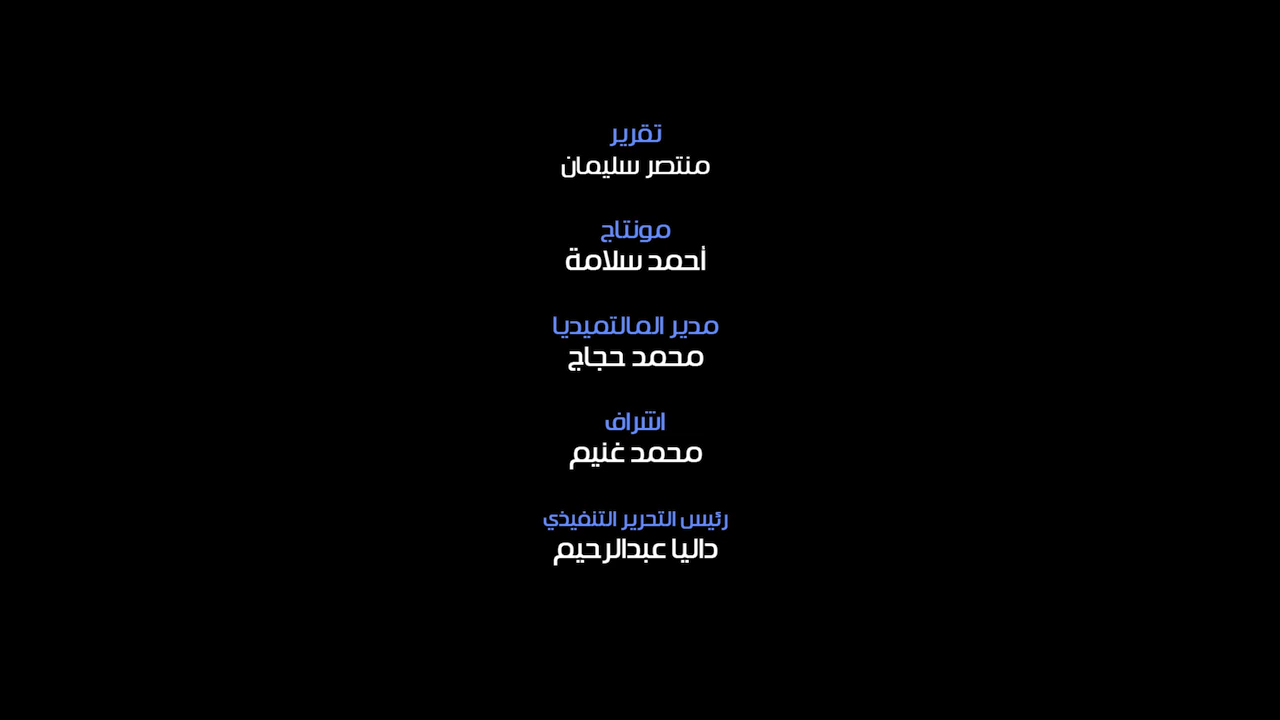 تقرير
منتصر سليمان
مونتاج
أحمد سلامة
مدير المالتميديا
محمد حجاج
اشراف
محمد غنيم
رئيس التحرير التنفيذي
داليا عبدالرحيم